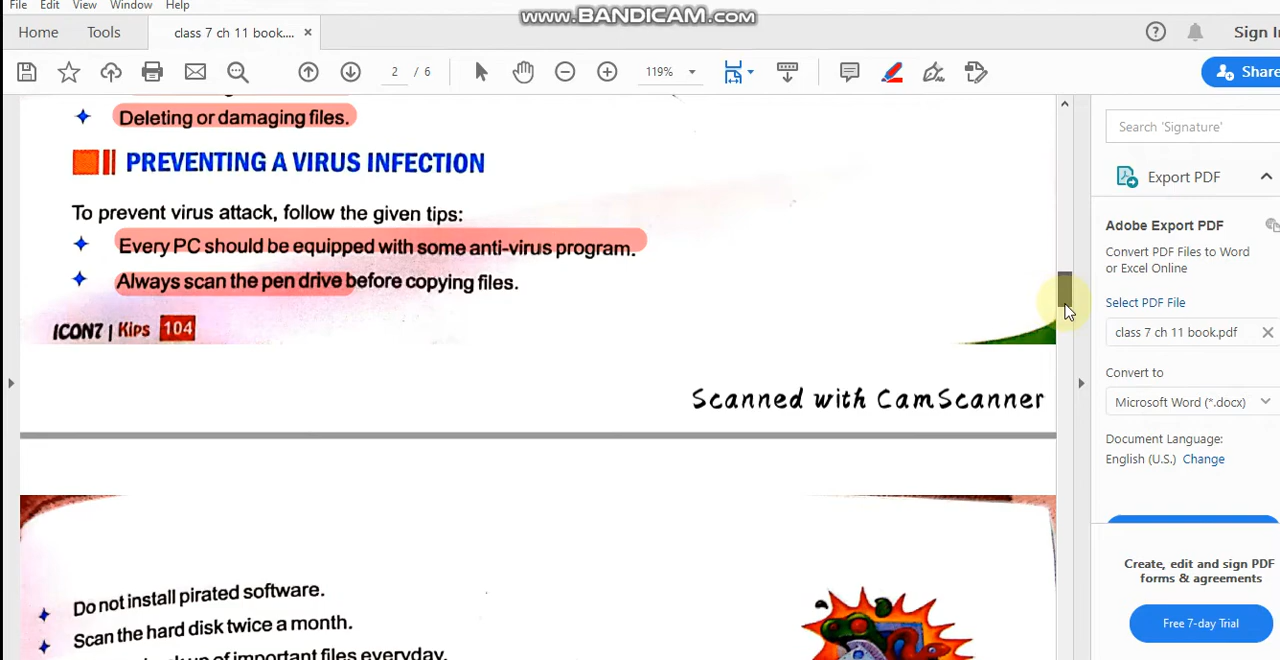 File Edit View Window Help
www.BANDICAM.com
Home Tools class 7 ch 11 book.... × Sign In
2 / 6 119% Share
Deleting or damaging files.
PREVENTING A VIRUS INFECTION
To prevent virus attack, follow the given tips:
Every PC should be equipped with some anti-virus program.
Always scan the pen drive before copying files.
ICON7 | Kips 104
Scanned with CamScanner
Do not install pirated software.
Scan the hard disk twice a month.
of important files everyday.
Search 'Signature'
Export PDF
Adobe Export PDF
Convert PDF Files to Word
or Excel Online
Select PDF File
class 7 ch 11 book.pdf ×
Convert to
Microsoft Word (*.docx)
Document Language:
English (U.S.) Change
Create, edit and sign PDF
forms & agreements
Free 7-day Trial